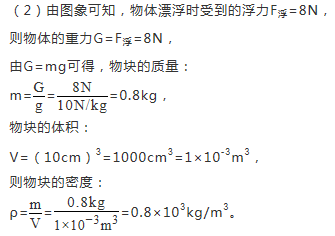 （2）由图象可知，物体漂浮时受到的浮力F浮=8N，
则物体的重力G=F浮=8N，
由G=mg可得，物块的质量：
m=G/g=8N/10N/kg=0.8kg，
物块的体积：
V=（10cm）³=1000cm³=1×10⁻³m³，
则物块的密度：
ρ=m/V=0.8kg/1×10⁻³m³=0.8×10³kg/m³。